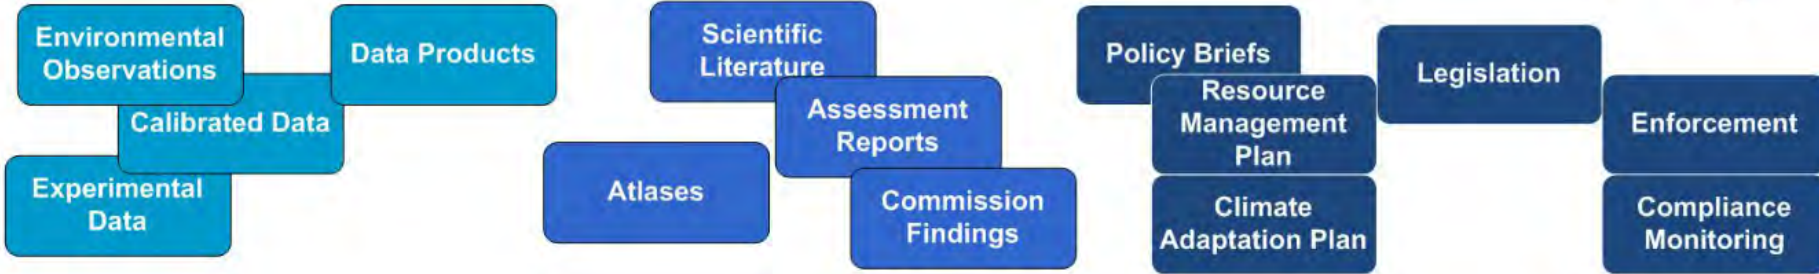 Environmental
Observations
Calibrated Data
Experimental
Data
Data Products
Scientific
Literature
Assessment
Reports
Atlases
Commission
Findings
Policy Briefs
Resource
Management
Plan
Climate
Adaptation Plan
Legislation
Enforcement
Compliance
Monitoring